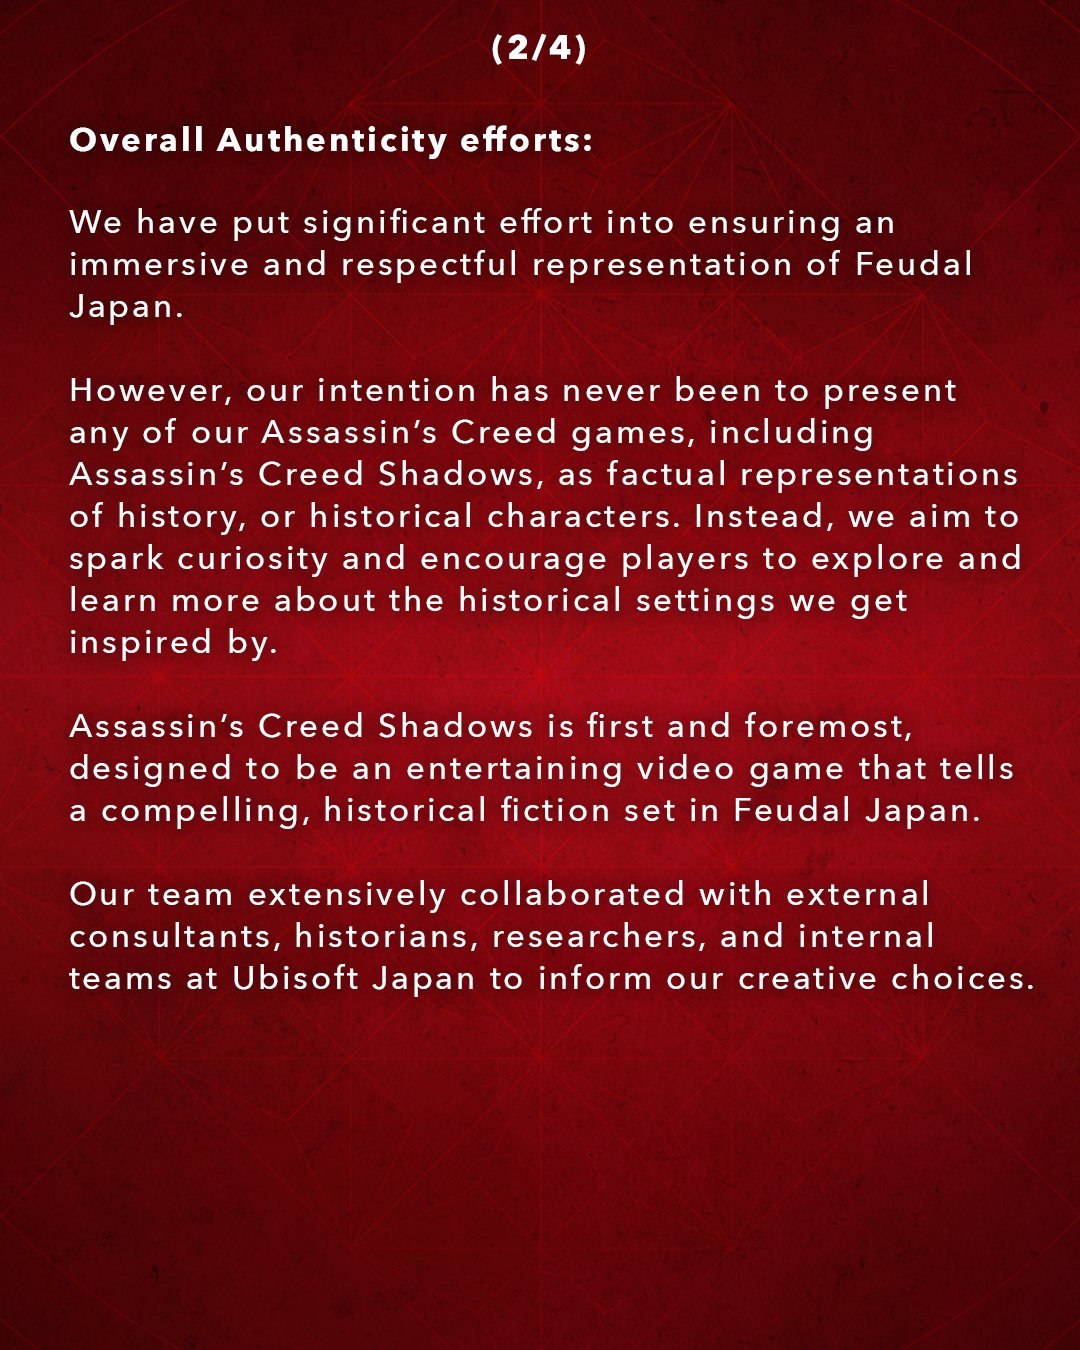 (2/4)
Overall Authenticity efforts:
We have put significant effort into ensuring an
immersive and respectful representation of Feudal
Japan.
However, our intention has never been to present
any of our Assassin’s Creed games, including
Assassin’s Creed Shadows, as factual representations
of history, or historical characters. Instead, we aim to
spark curiosity and encourage players to explore and
learn more about the historical settings we get
inspired by.
Assassin’s Creed Shadows is first and foremost,
designed to be an entertaining video game that tells
a compelling, historical fiction set in Feudal Japan.
Our team extensively collaborated with external
consultants, historians, researchers, and internal
teams at Ubisoft Japan to inform our creative choices.